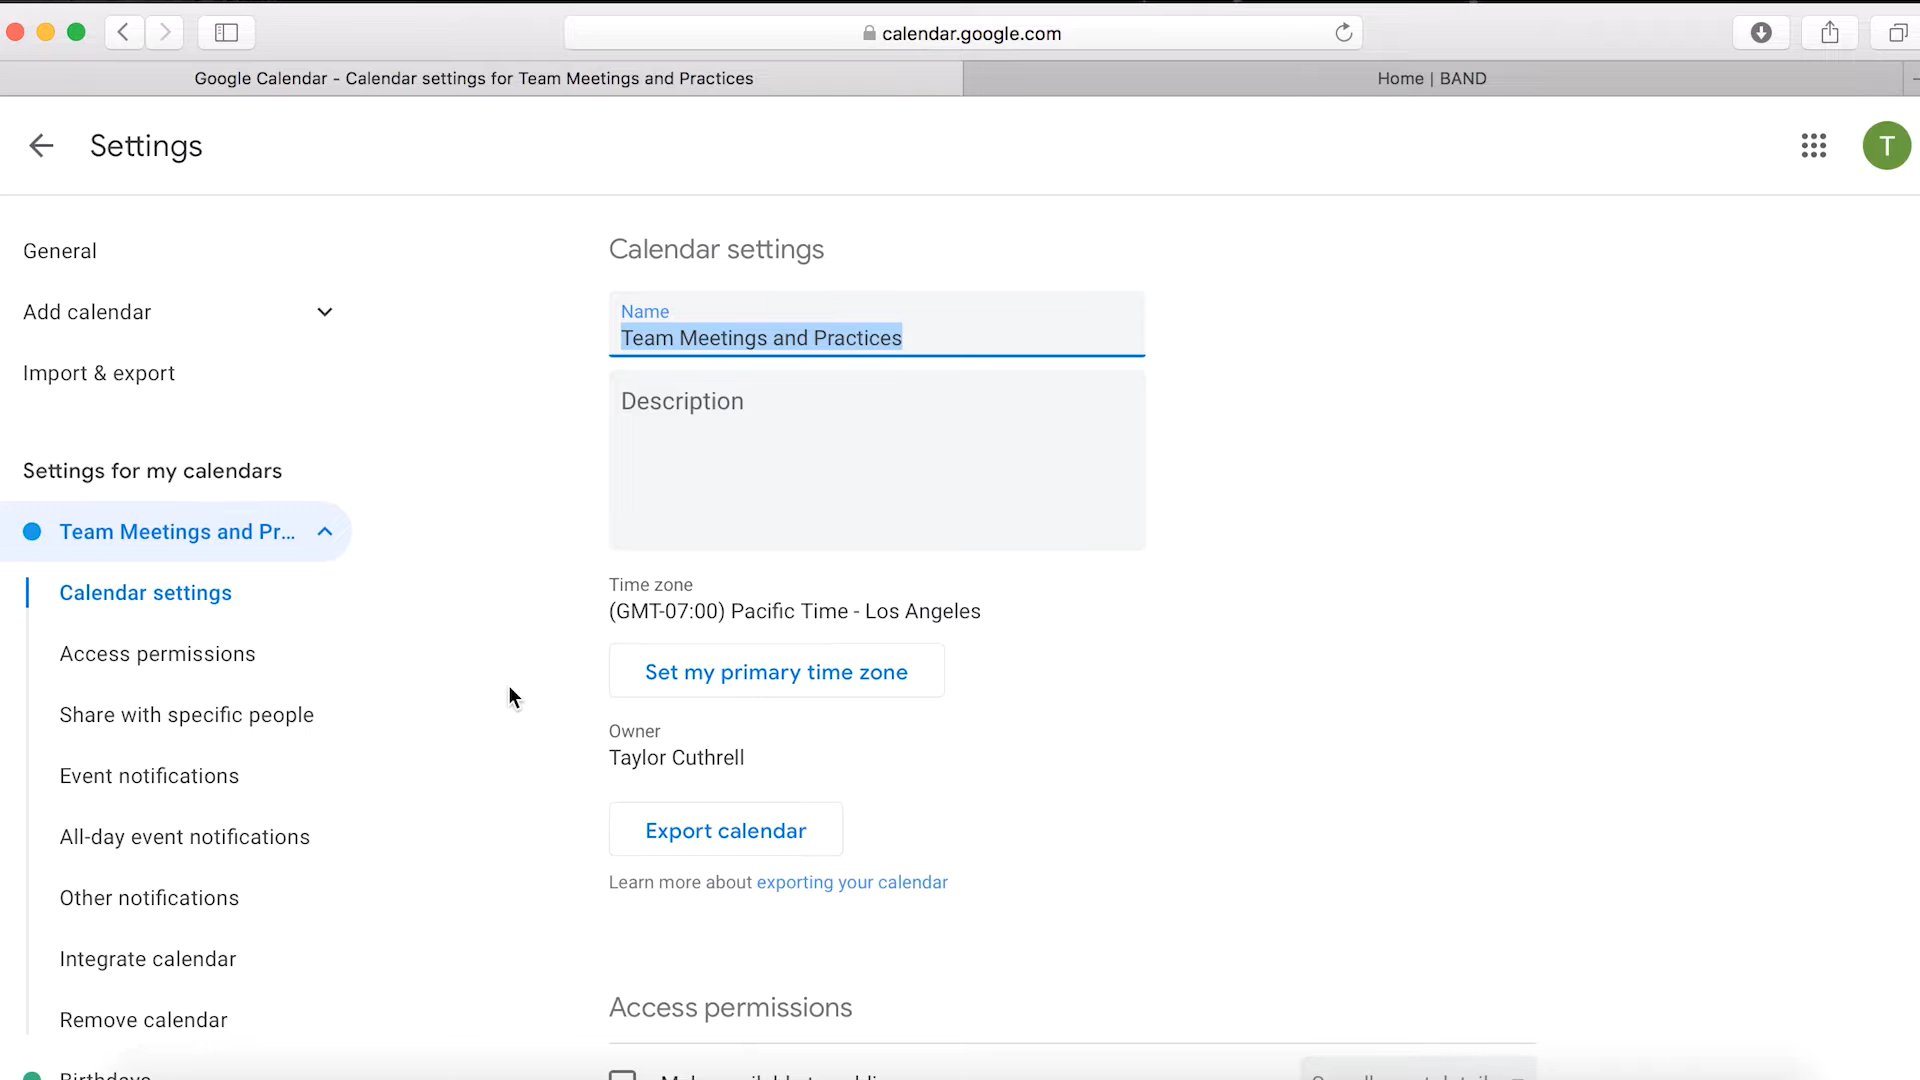 calendar.google.com
Google Calendar - Calendar settings for Team Meetings and Practices
Home | BAND
Settings
T
General
Add calendar
Import & export
Settings for my calendars
Team Meetings and Pr...
Calendar settings
Access permissions
Share with specific people
Event notifications
All-day event notifications
Other notifications
Integrate calendar
Remove calendar
Birthdays
Calendar settings
Name
Team Meetings and Practices
Description
Time zone
(GMT-07:00) Pacific Time - Los Angeles
Set my primary time zone
Owner
Taylor Cuthrell
Export calendar
Learn more about exporting your calendar
Access permissions